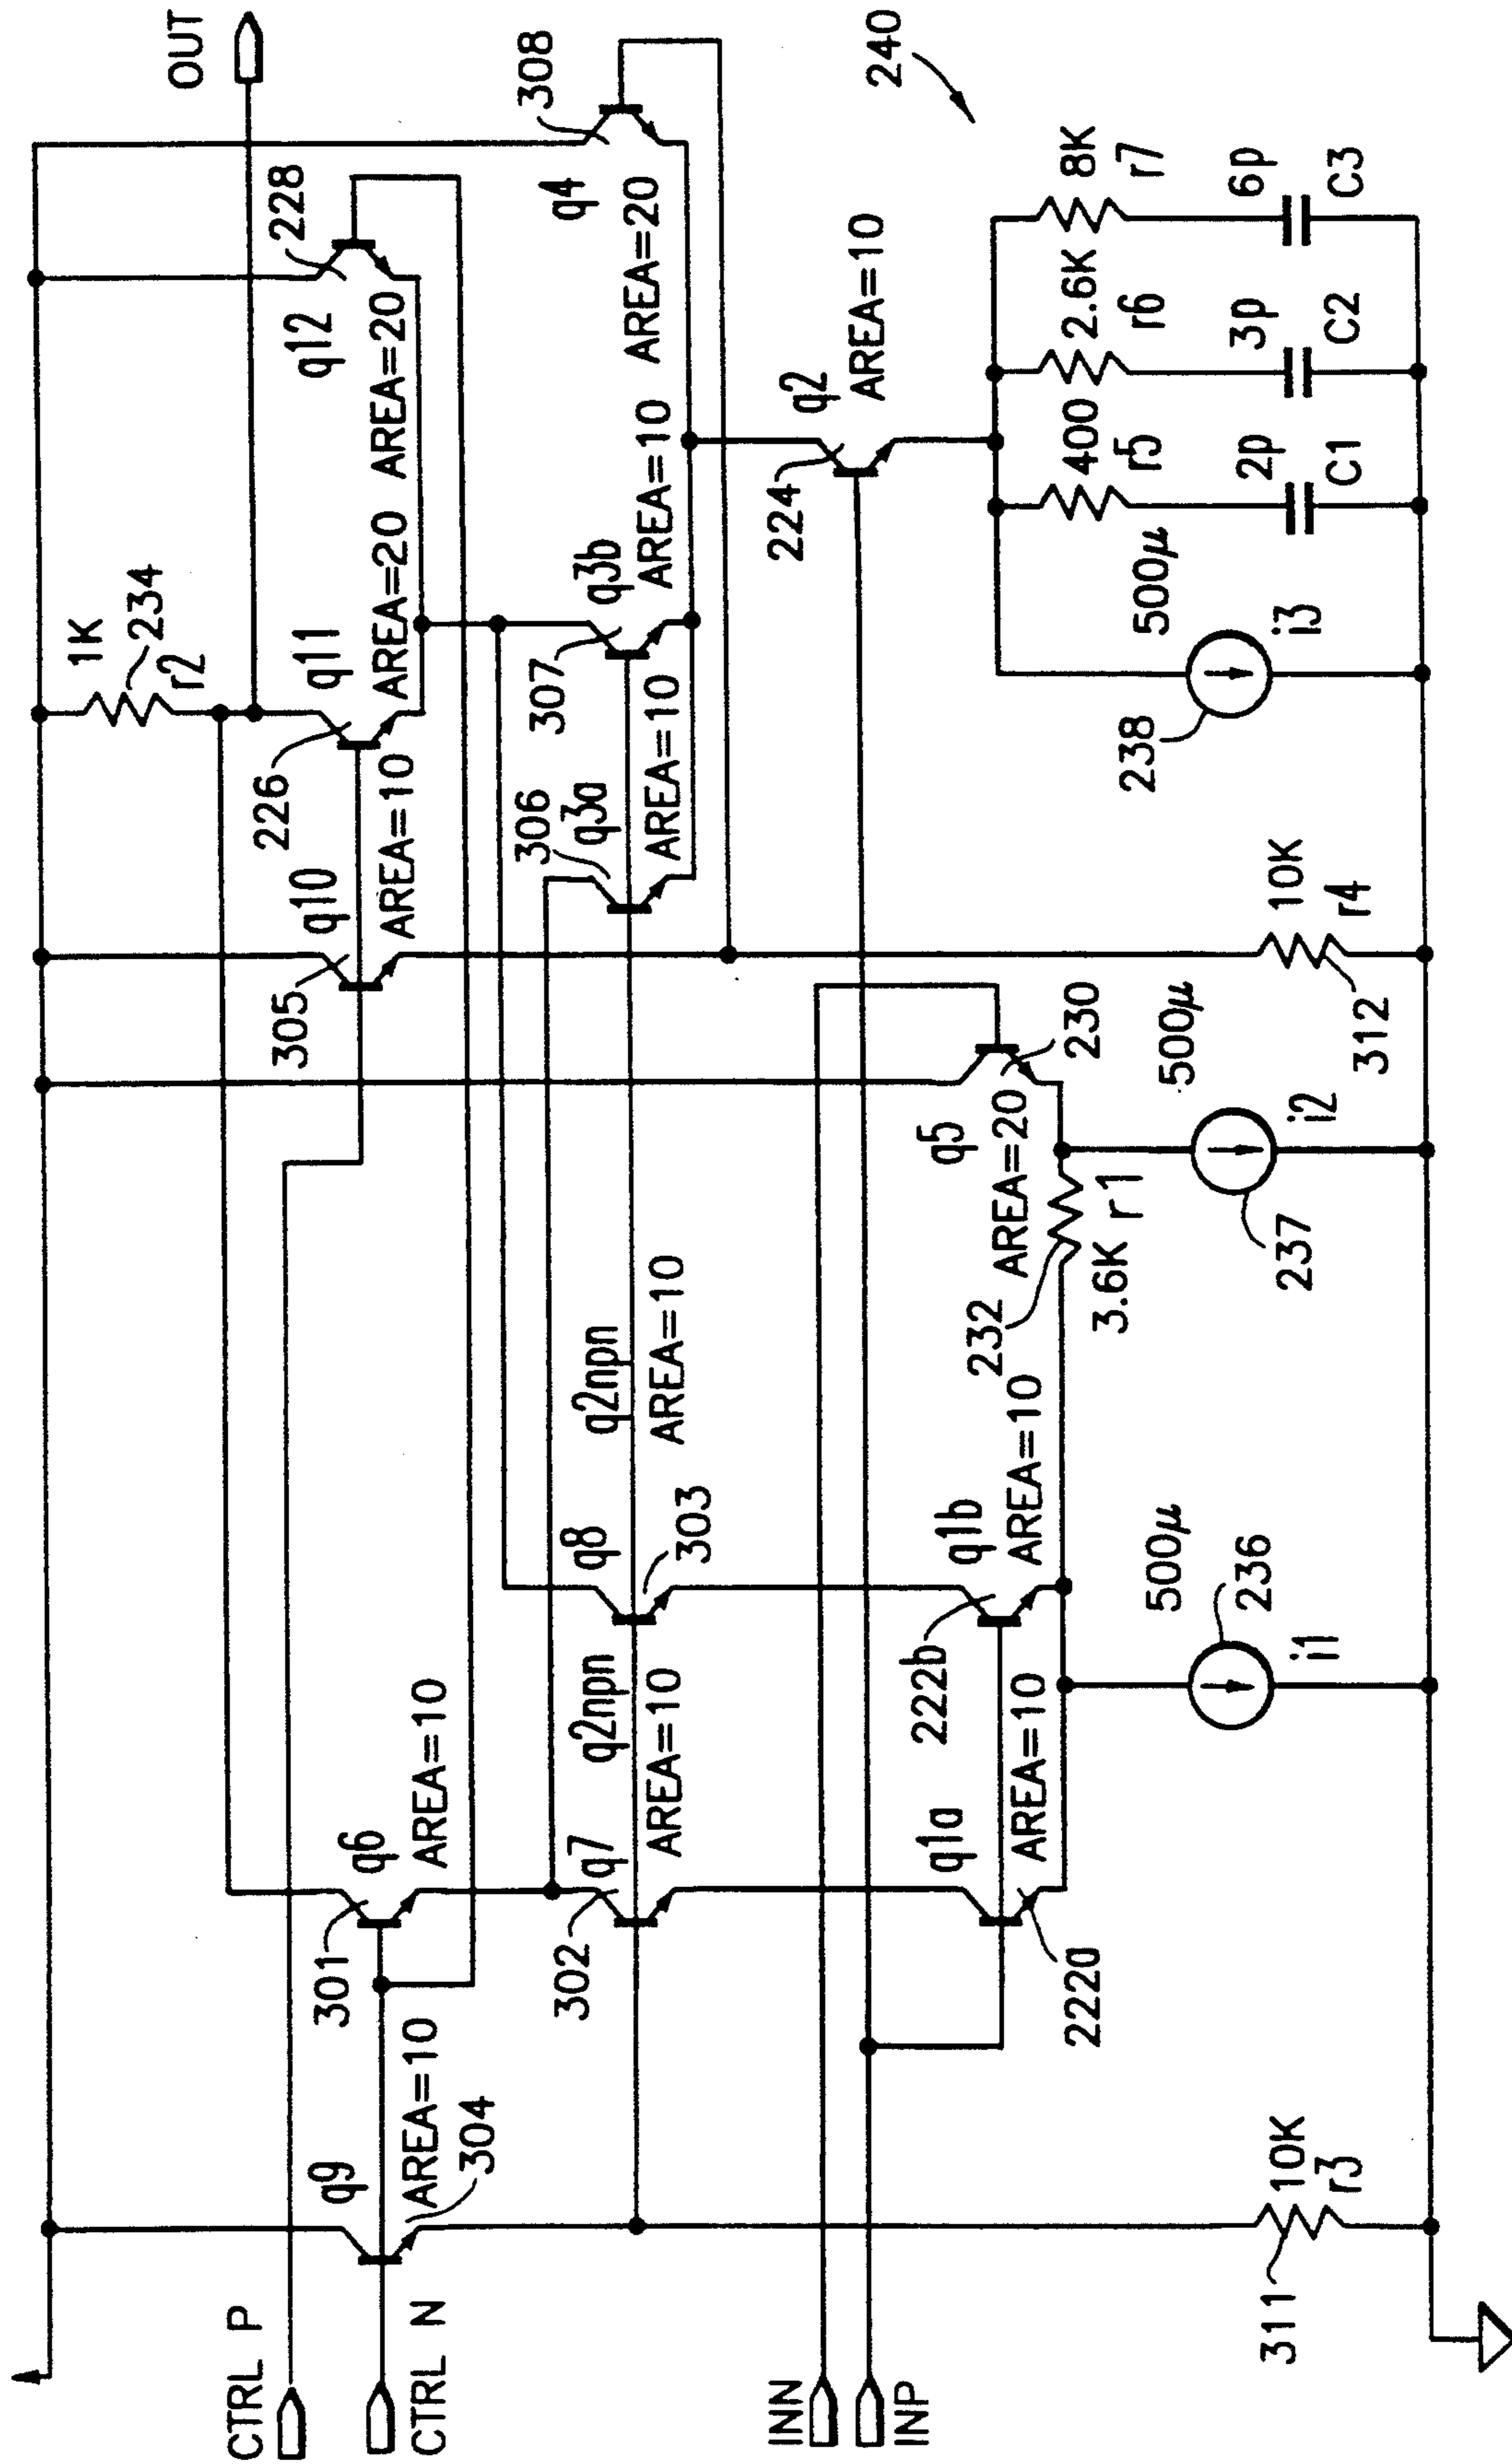 OUT
1K
234
r2
228
q12
AREA=20
308
q4
AREA=20
226
q11
AREA=20
305
q10
AREA=10
307
q3b
AREA=10
306
q3a
AREA=10
301
q6
AREA=10
q9
AREA=10
304
CTRL P
CTRL N
302
q7
q2npn
AREA=10
q8
303
q2npn
AREA=10
224
q2
AREA=10
240
INN
INP
222a
q1a
AREA=10
222b
q1b
AREA=10
q5
AREA=20
230
232
3.6K
r1
500μ
236
i1
500μ
237
i2
500μ
238
i3
311
10K
r3
312
10K
r4
400
r5
2p
C1
2.6K
r6
3p
C2
8K
r7
6p
C3